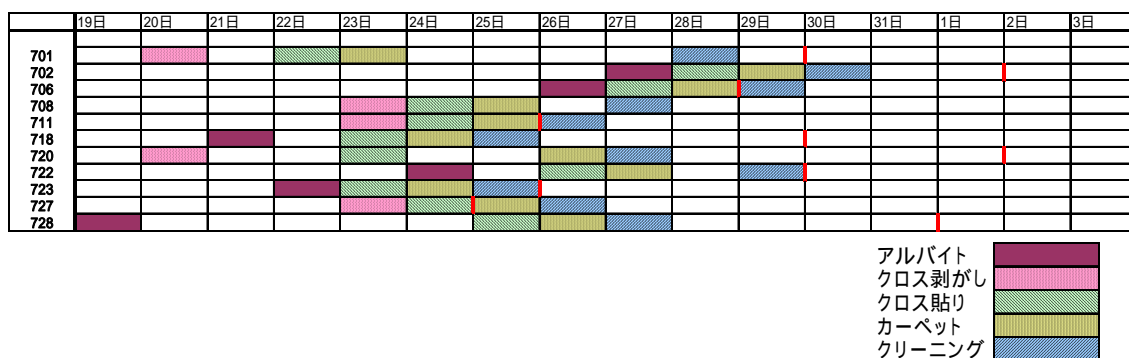 19日 20日 21日 22日 23日 24日 25日 26日 27日 28日 29日 30日 31日 1日 2日 3日
701
702
706
708
711
718
720
722
723
727
728
アルバイト
クロス剥がし
クロス貼り
カーペット
クリーニング